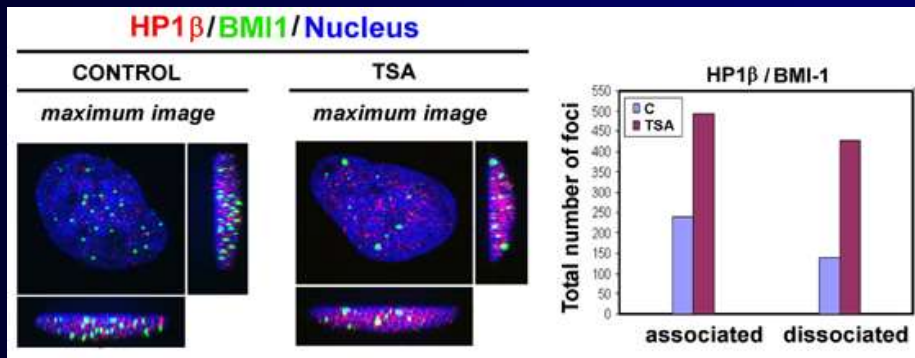 HP1β/BMI1/Nucleus
CONTROL
TSA
maximum image
maximum image
HP1β / BMI-1
Total number of foci
550
500
450
400
350
300
250
200
150
100
50
0
C
TSA
associated
dissociated